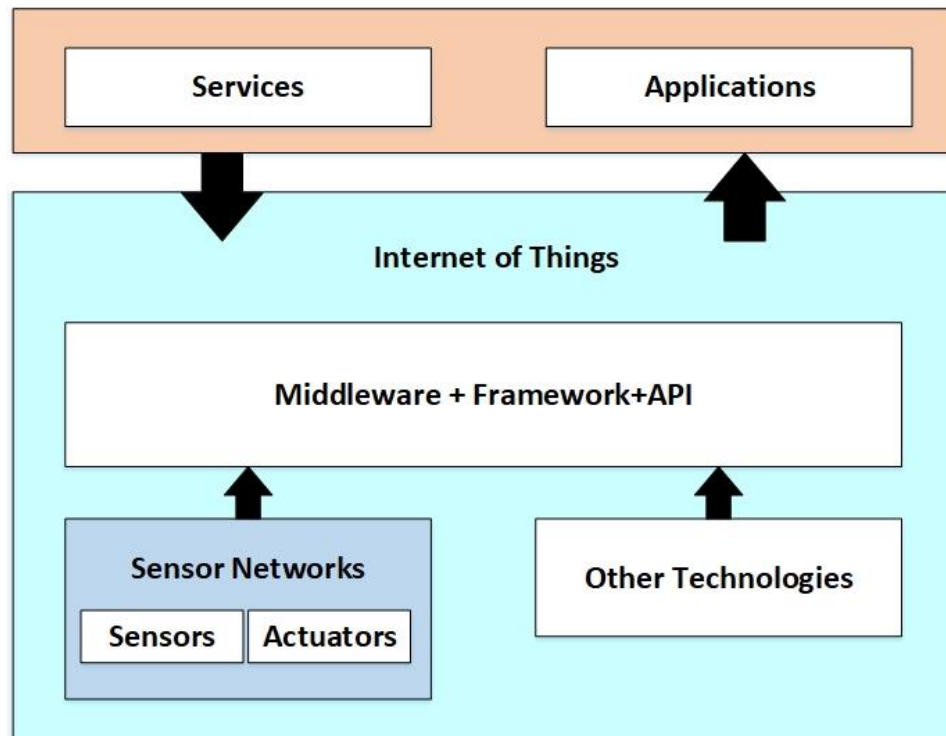 Services
Applications
Internet of Things
Middleware + Framework+API
Sensor Networks
Sensors
Actuators
Other Technologies